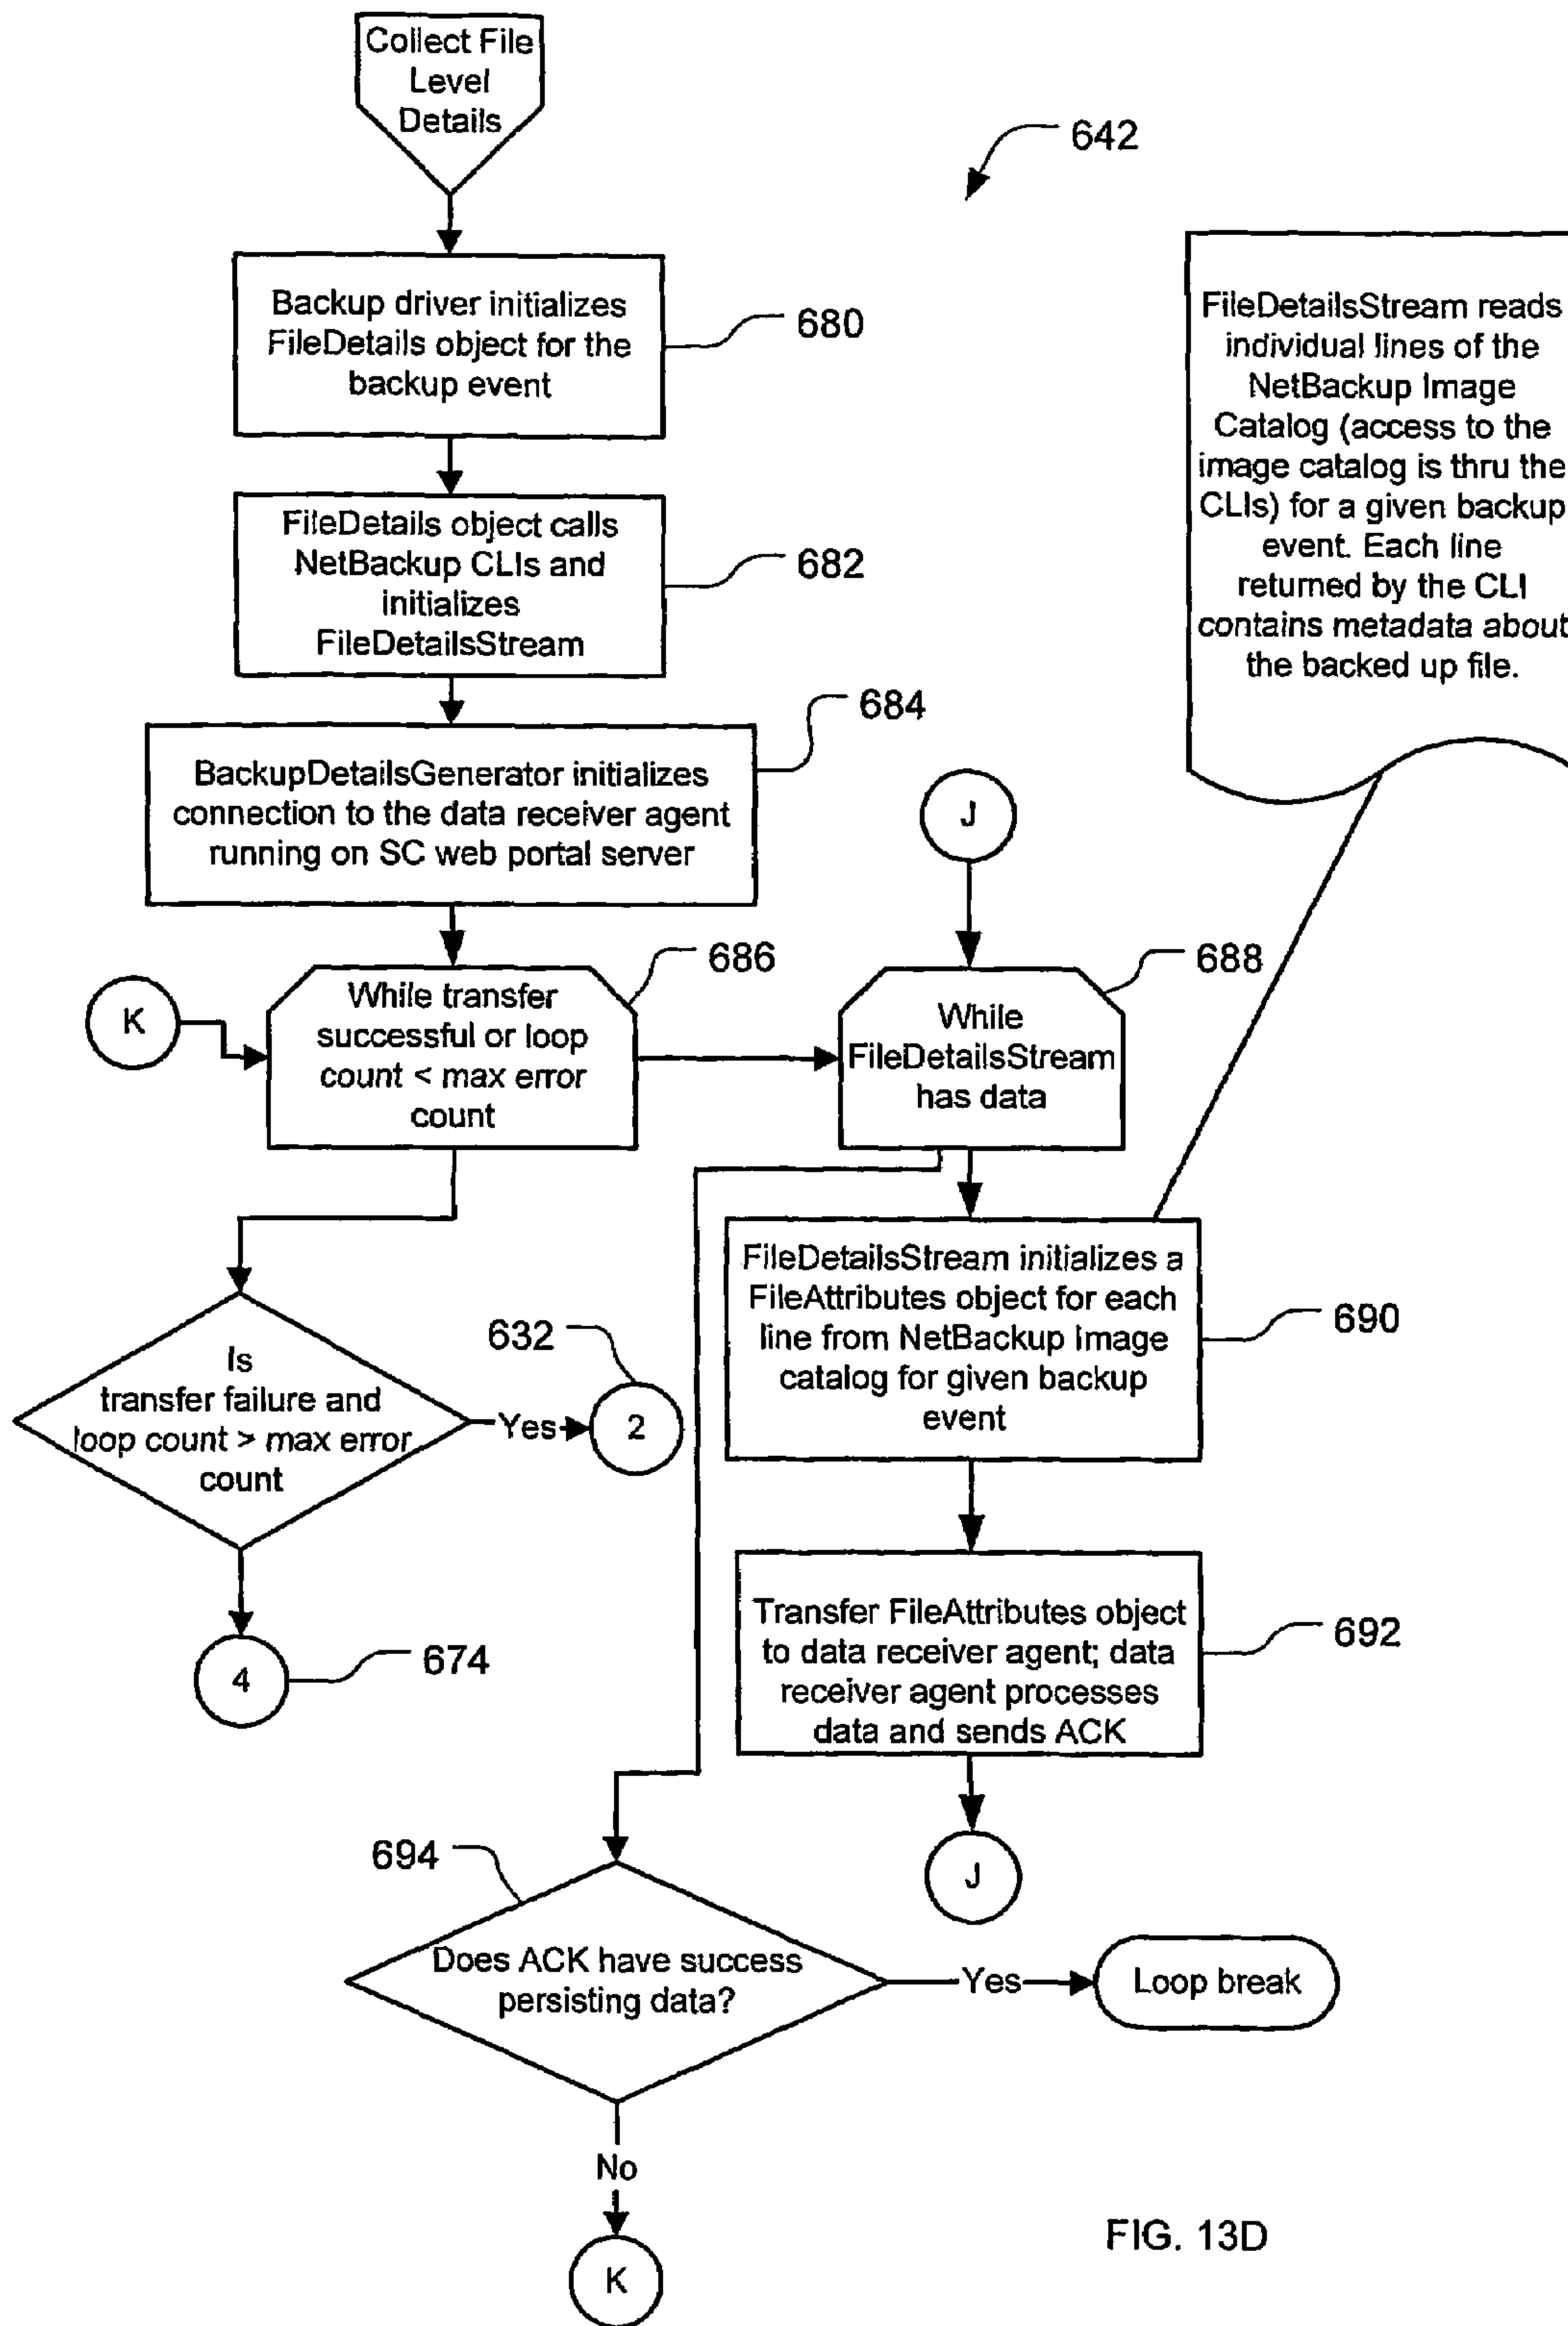 Collect File
Level
Details
642
Backup driver initializes
FileDetails object for the
backup event
680
FileDetails object calls
NetBackup CLIs and
initializes
FileDetailsStream
682
BackupDetailsGenerator initializes
connection to the data receiver agent
running on SC web portal server
684
FileDetailsStream reads
individual lines of the
NetBackup Image
Catalog (access to the
image catalog is thru the
CLIs) for a given backup
event. Each line
returned by the CLI
contains metadata about
the backed up file.
J
K
While transfer
successful or loop
count < max error
count
686
While
FileDetailsStream
has data
688
Is
transfer failure and
loop count > max error
count
Yes
632
2
4
674
FileDetailsStream initializes a
FileAttributes object for each
line from NetBackup Image
catalog for given backup
event
690
Transfer FileAttributes object
to data receiver agent; data
receiver agent processes
data and sends ACK
692
J
694
Does ACK have success
persisting data?
Yes
Loop break
No
K
FIG. 13D